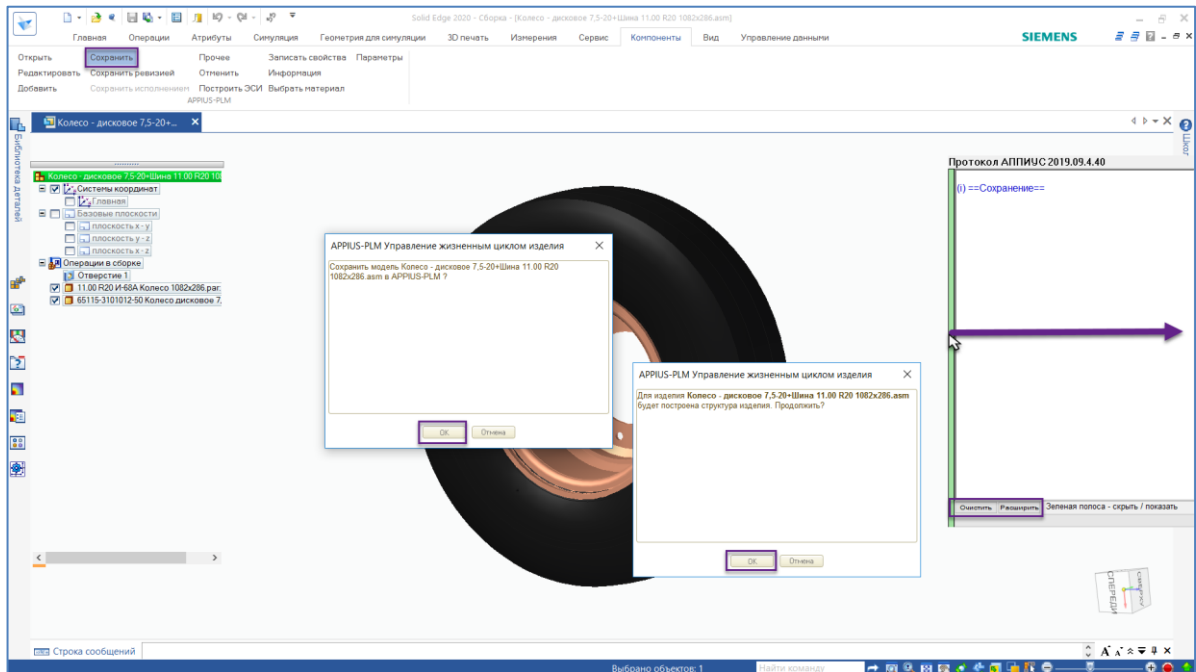 Solid Edge 2020 - Сборка - [Колесо - дисковое 7,5-20+Шина 11.00 R20 1082x286.asm]
Главная Операции Атрибуты Симуляция Геометрия для симуляции 3D печать Измерения Сервис Компоненты Вид Управление данными SIEMENS
Открыть Сохранить Прочее Записать свойства Параметры
Редактировать Сохранить ревизией Отменить Информация
Добавить Сохранить исполнением Построить ЭСИ Выбрать материал
APPIUS-PLM
Колесо - дисковое 7,5-20+...
Библиотека деталей
Колесо - дисковое 7.5-20+Шина 11.00 R20 108
Системы координат
Главная
Базовые плоскости
плоскость x - y
плоскость y - z
плоскость x - z
Операции в сборке
Отверстие 1
11.00 R20 И-68А Колесо 1082x286.par:
65115-3101012-50 Колесо дисковое 7.
APPIUS-PLM Управление жизненным циклом изделия
Сохранить модель Колесо - дисковое 7,5-20+Шина 11.00 R20
1082x286.asm в APPIUS-PLM ?
OK Отмена
APPIUS-PLM Управление жизненным циклом изделия
Для изделия Колесо - дисковое 7,5-20+Шина 11.00 R20 1082x286.asm
будет построена структура изделия. Продолжить?
OK Отмена
Протокол АППИУС 2019.09.4.40
(i) ==Сохранение==
Очистить Расширить Зеленая полоса - скрыть / показать
СПЕРЕДИ
Строка сообщений
Выбрано объектов: 1 Найти команду